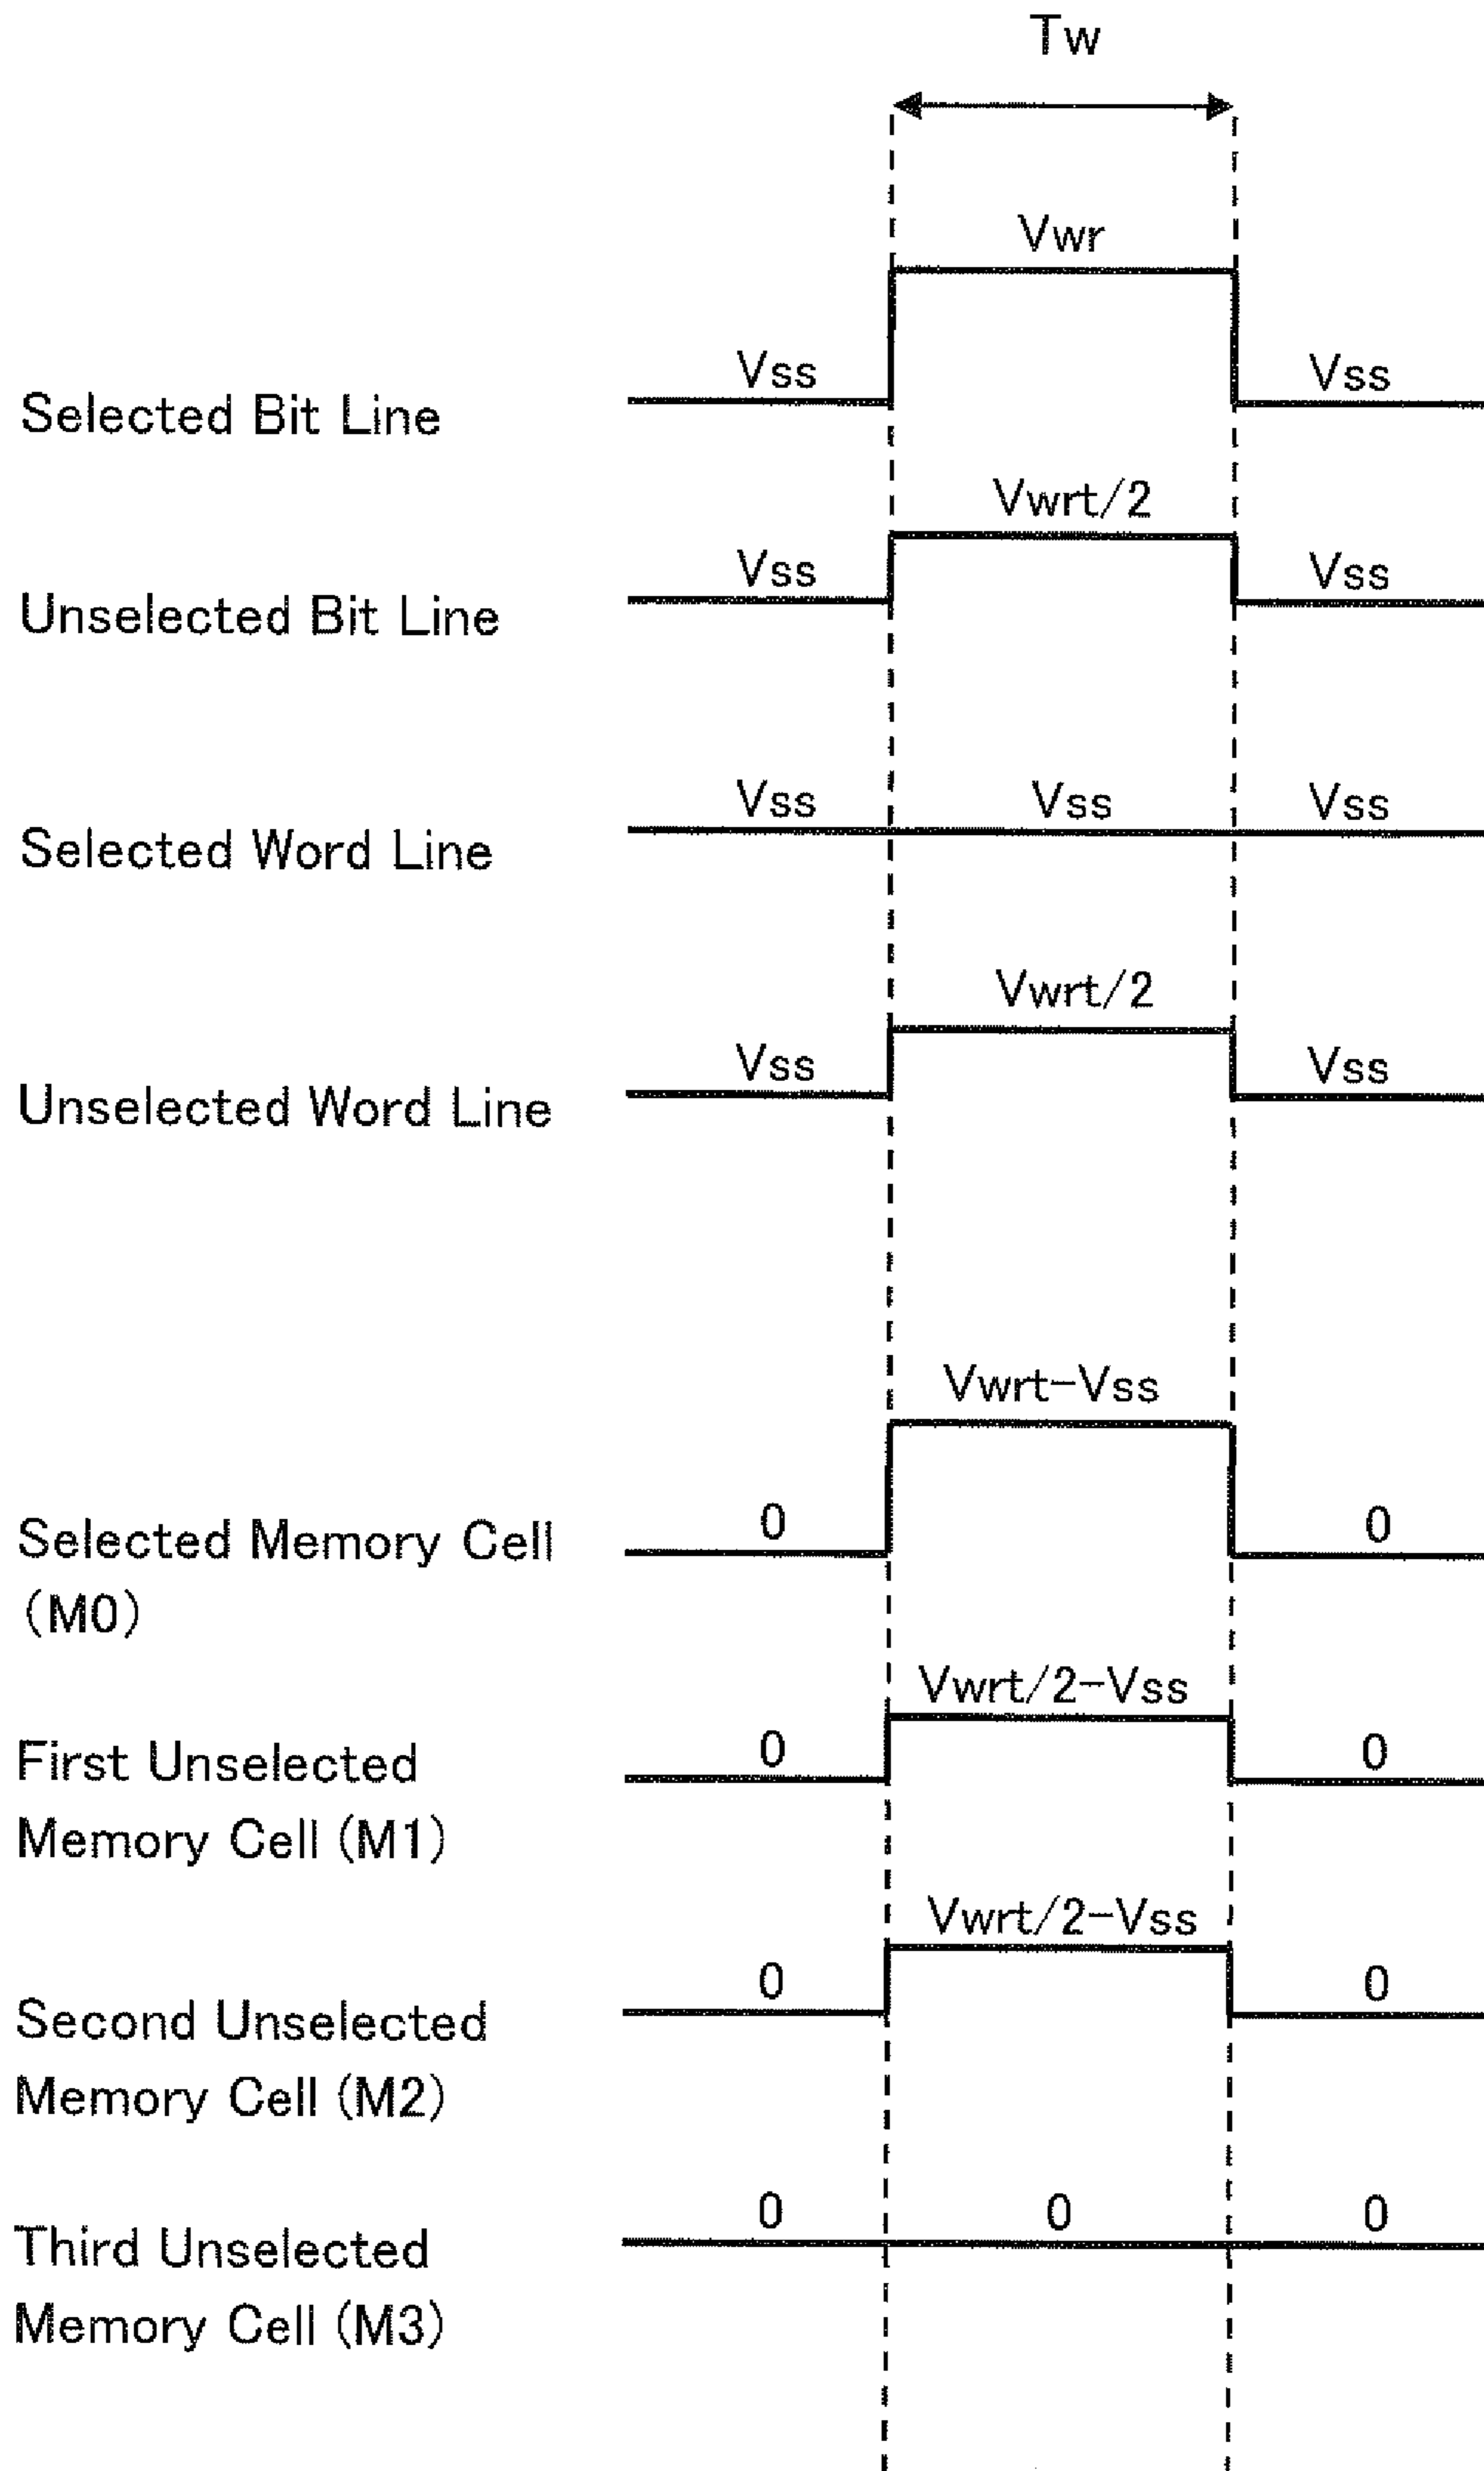 Tw
Vwr
Vss Vss
Selected Bit Line
Vwrt/2
Vss Vss
Unselected Bit Line
Vss Vss Vss
Selected Word Line
Vwrt/2
Vss Vss
Unselected Word Line
Vwrt-Vss
0 0
Selected Memory Cell
(M0)
Vwrt/2-Vss
0 0
First Unselected
Memory Cell (M1)
Vwrt/2-Vss
0 0
Second Unselected
Memory Cell (M2)
0 0 0
Third Unselected
Memory Cell (M3)